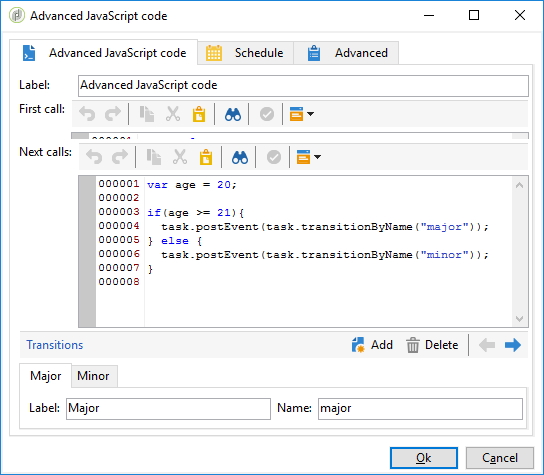 Advanced JavaScript code
Advanced JavaScript code Schedule Advanced
Label: Advanced JavaScript code
First call:
Next calls:
000001 var age = 20;
000002
000003 if(age >= 21){
000004 task.postEvent(task.transitionByName("major"));
000005 } else {
000006 task.postEvent(task.transitionByName("minor"));
000007 }
000008
Transitions Add Delete
Major Minor
Label: Major Name: major
Ok Cancel